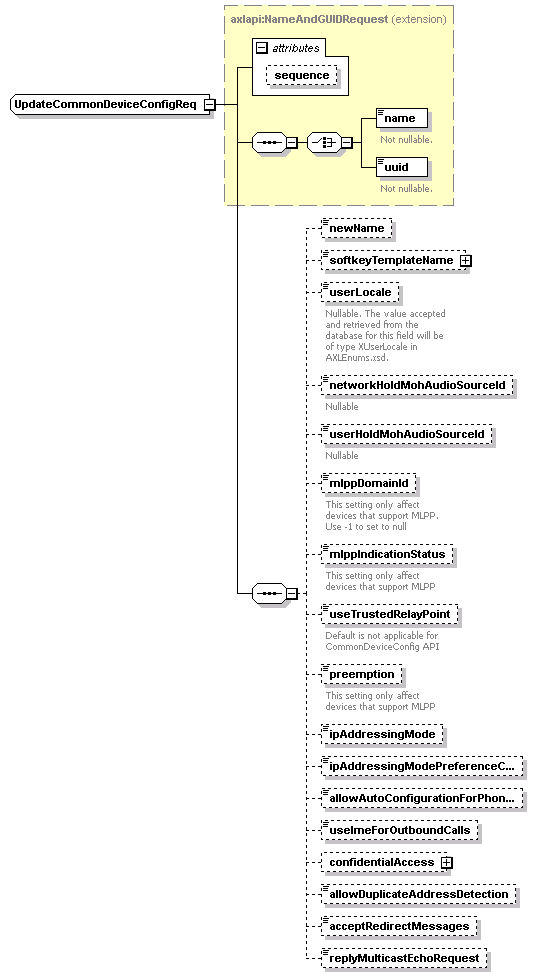 axlapi:NameAndGUIDRequest (extension)
attributes
sequence
UpdateCommonDeviceConfigReq
name
Not nullable.
uuid
Not nullable.
newName
softkeyTemplateName
userLocale
Nullable. The value accepted
and retrieved from the
database for this field will be
of type XUserLocale in
AXLEnums.xsd.
networkHoldMohAudioSourceId
Nullable
userHoldMohAudioSourceId
Nullable
mlppDomainId
This setting only affect
devices that support MLPP.
Use -1 to set to null
mlppIndicationStatus
This setting only affect
devices that support MLPP
useTrustedRelayPoint
Default is not applicable for
CommonDeviceConfig API
preemption
This setting only affect
devices that support MLPP
ipAddressingMode
ipAddressingModePreferenceC...
allowAutoConfigurationForPhon...
useImeForOutboundCalls
confidentialAccess
allowDuplicateAddressDetection
acceptRedirectMessages
replyMulticastEchoRequest